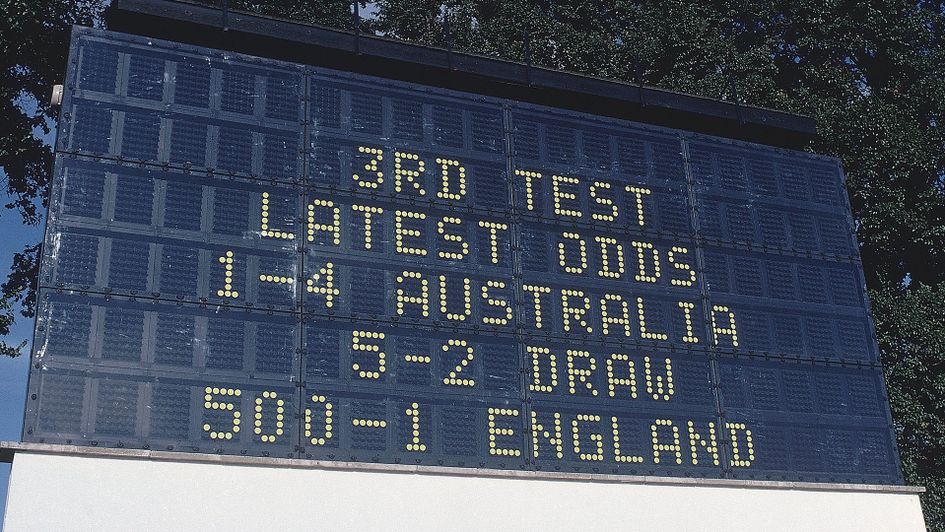 3RD TEST
LATEST ODDS
1-4 AUSTRALIA
5-2 DRAW
500-1 ENGLAND